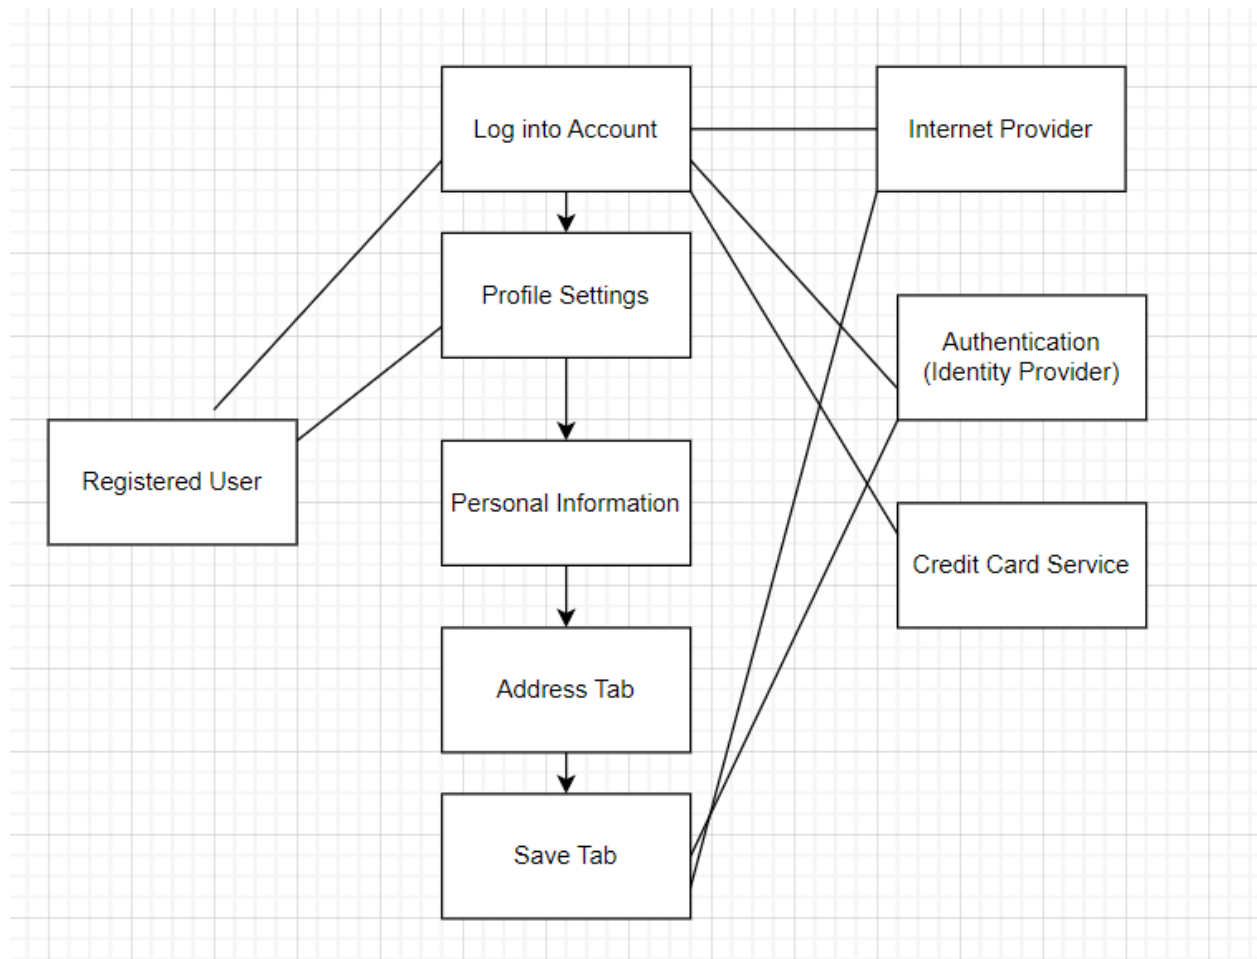 Log into Account
Internet Provider
Profile Settings
Authentication
(Identity Provider)
Registered User
Personal Information
Credit Card Service
Address Tab
Save Tab